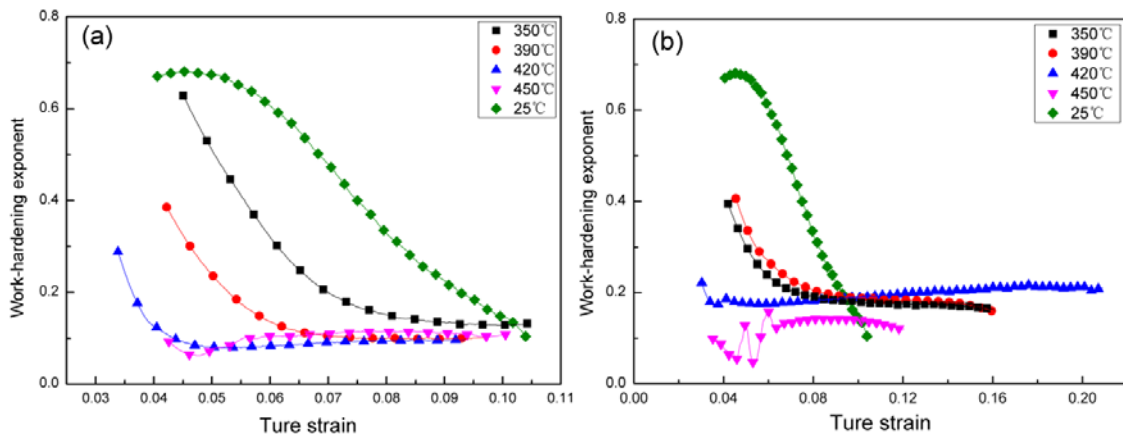 (a)
350℃
390℃
420℃
450℃
25℃
Work-hardening exponent
0.8
0.6
0.4
0.2
0.0
0.03 0.04 0.05 0.06 0.07 0.08 0.09 0.10 0.11
Ture strain
(b)
350℃
390℃
420℃
450℃
25℃
Work-hardening exponent
0.8
0.6
0.4
0.2
0.0
0.00 0.04 0.08 0.12 0.16 0.20
Ture strain